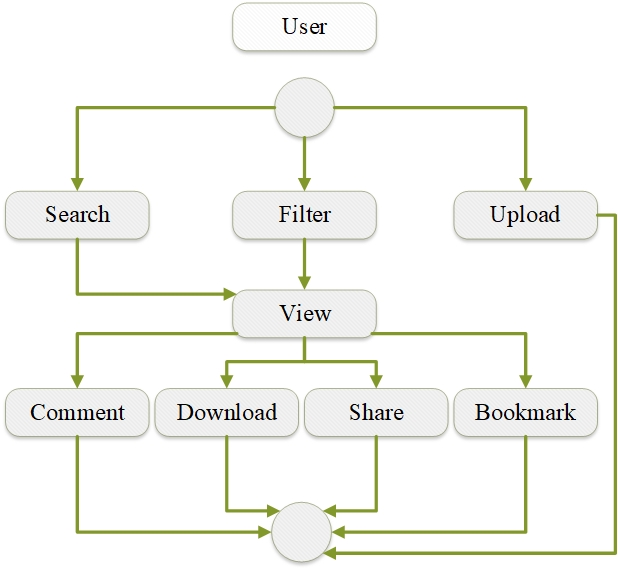 User
Search
Filter
Upload
View
Comment
Download
Share
Bookmark